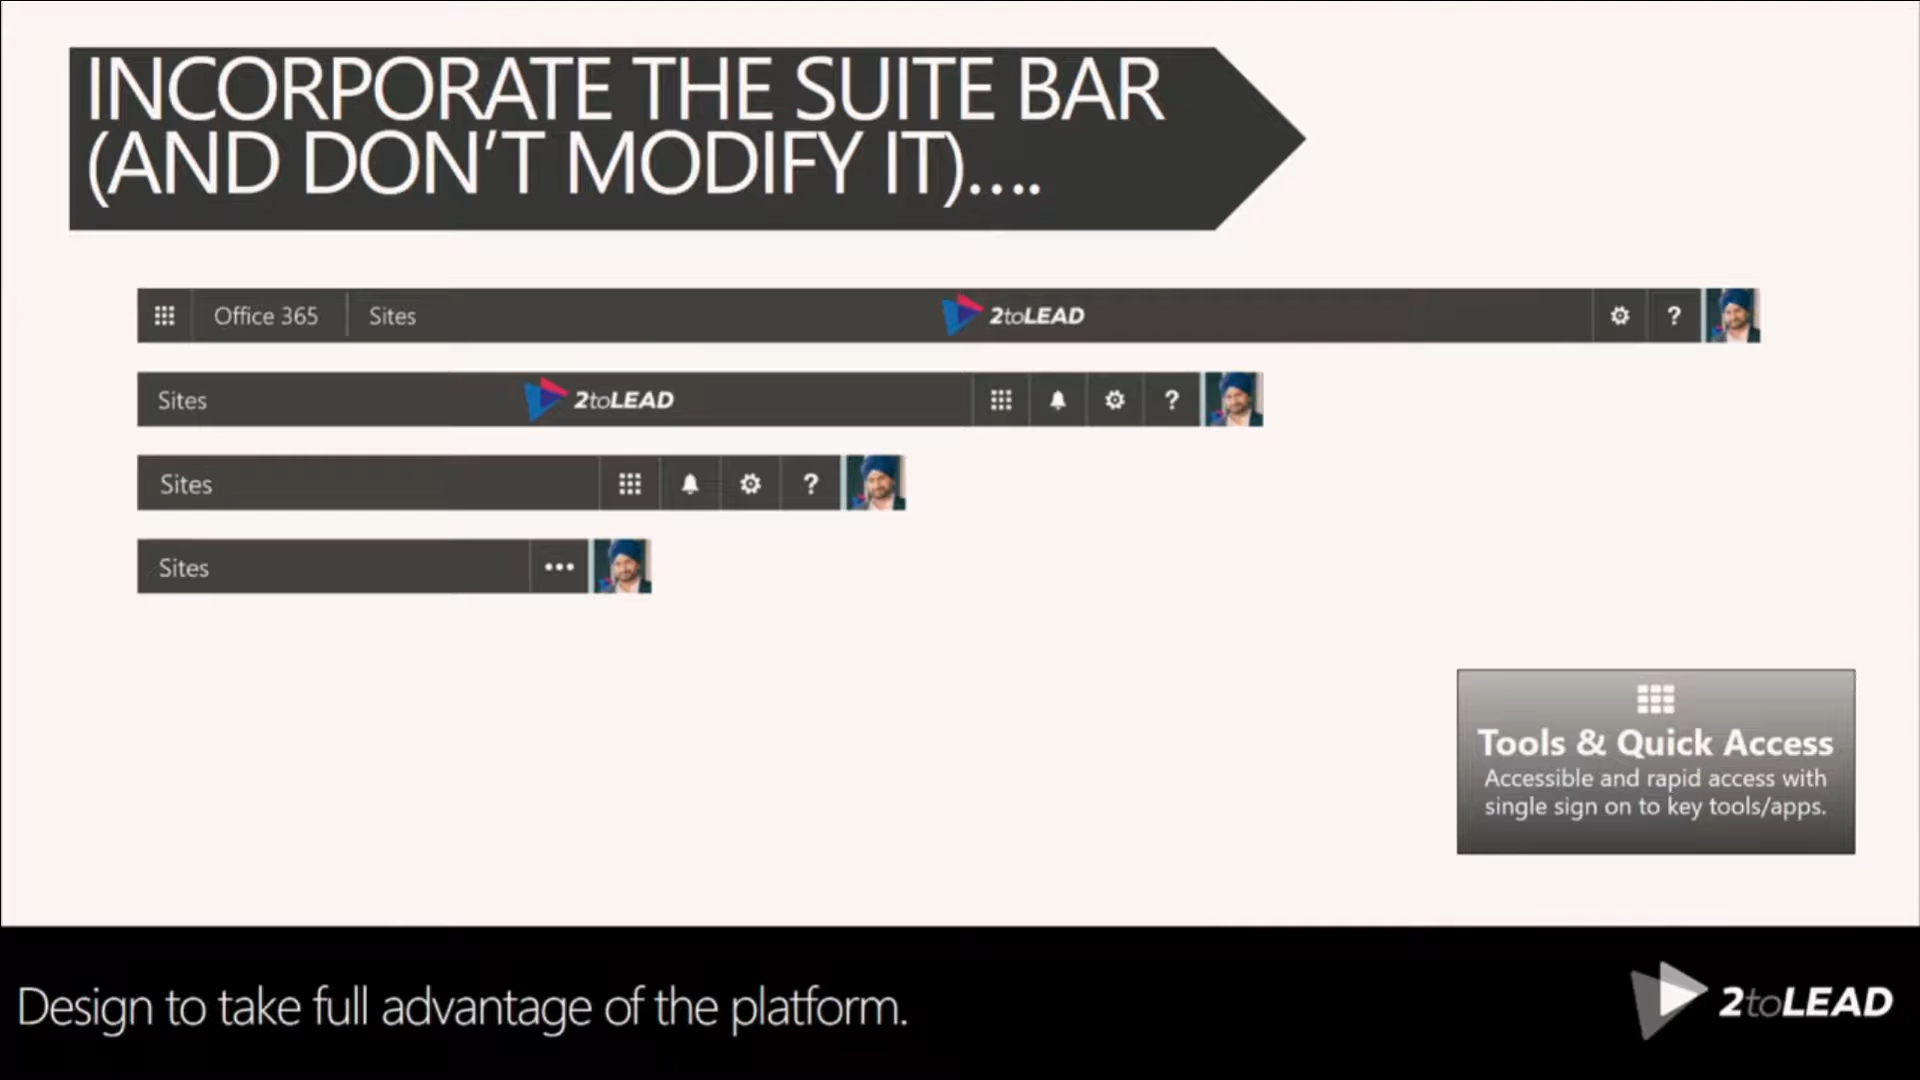 INCORPORATE THE SUITE BAR
(AND DON'T MODIFY IT)....
Office 365 Sites 2toLEAD ?
Sites 2toLEAD ?
Sites ?
Sites •••
Tools & Quick Access
Accessible and rapid access with
single sign on to key tools/apps.
Design to take full advantage of the platform.
2toLEAD